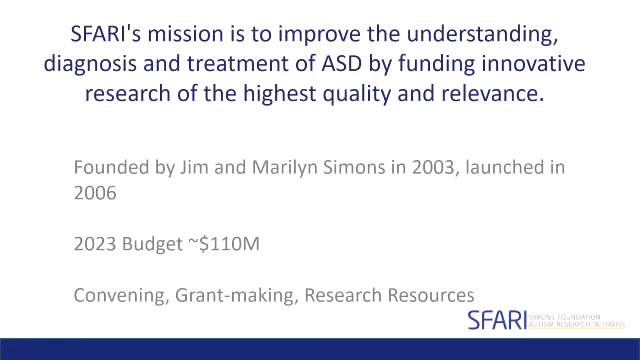 SFARI's mission is to improve the understanding,
diagnosis and treatment of ASD by funding innovative
research of the highest quality and relevance.
Founded by Jim and Marilyn Simons in 2003, launched in
2006
2023 Budget ~$110M
Convening, Grant-making, Research Resources
SFARI
SIMONS FOUNDATION
AUTISM RESEARCH INITIATIVE